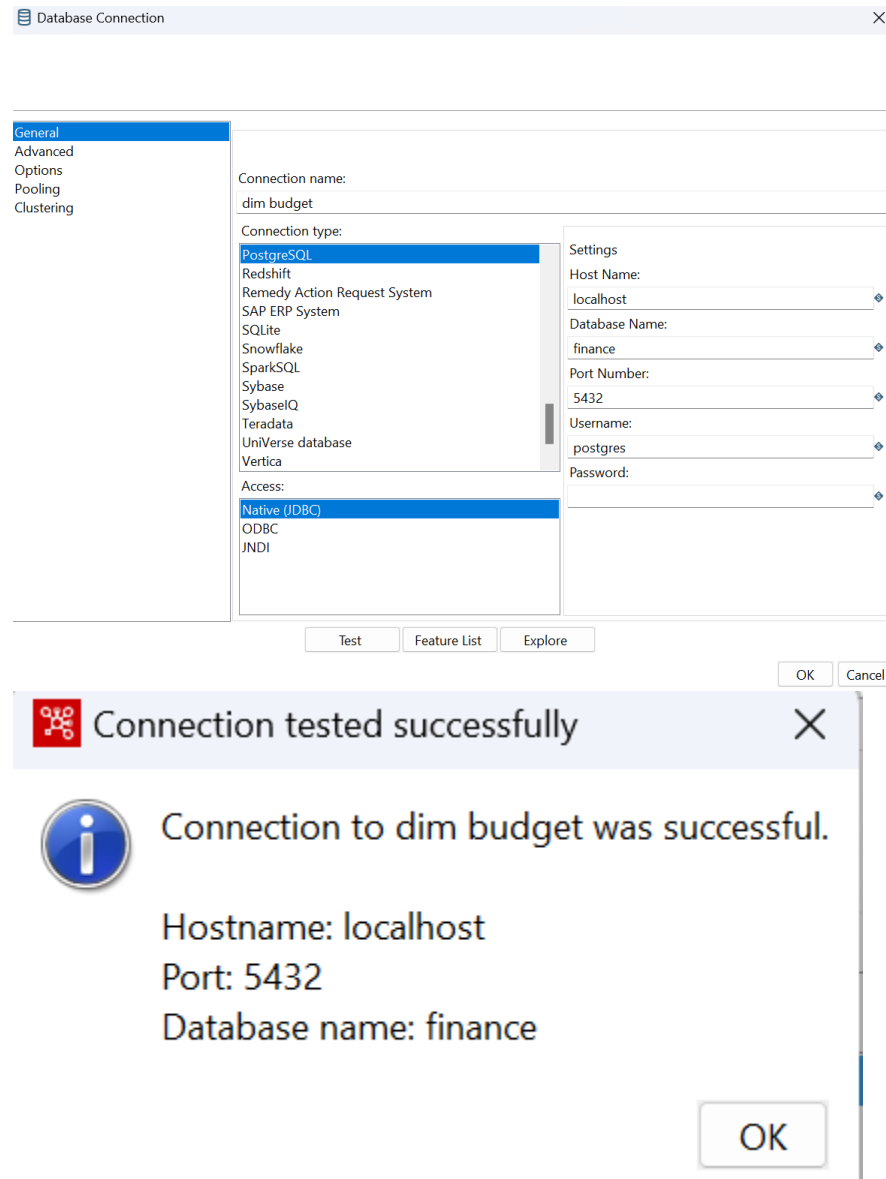 Database Connection
General
Advanced
Options
Pooling
Clustering
Connection name:
dim budget
Connection type:
PostgreSQL
Redshift
Remedy Action Request System
SAP ERP System
SQLite
Snowflake
SparkSQL
Sybase
SybaseIQ
Teradata
UniVerse database
Vertica
Access:
Native (JDBC)
ODBC
JNDI
Settings
Host Name:
localhost
Database Name:
finance
Port Number:
5432
Username:
postgres
Password:
Test Feature List Explore
OK Cancel
Connection tested successfully
Connection to dim budget was successful.
Hostname: localhost
Port: 5432
Database name: finance
OK